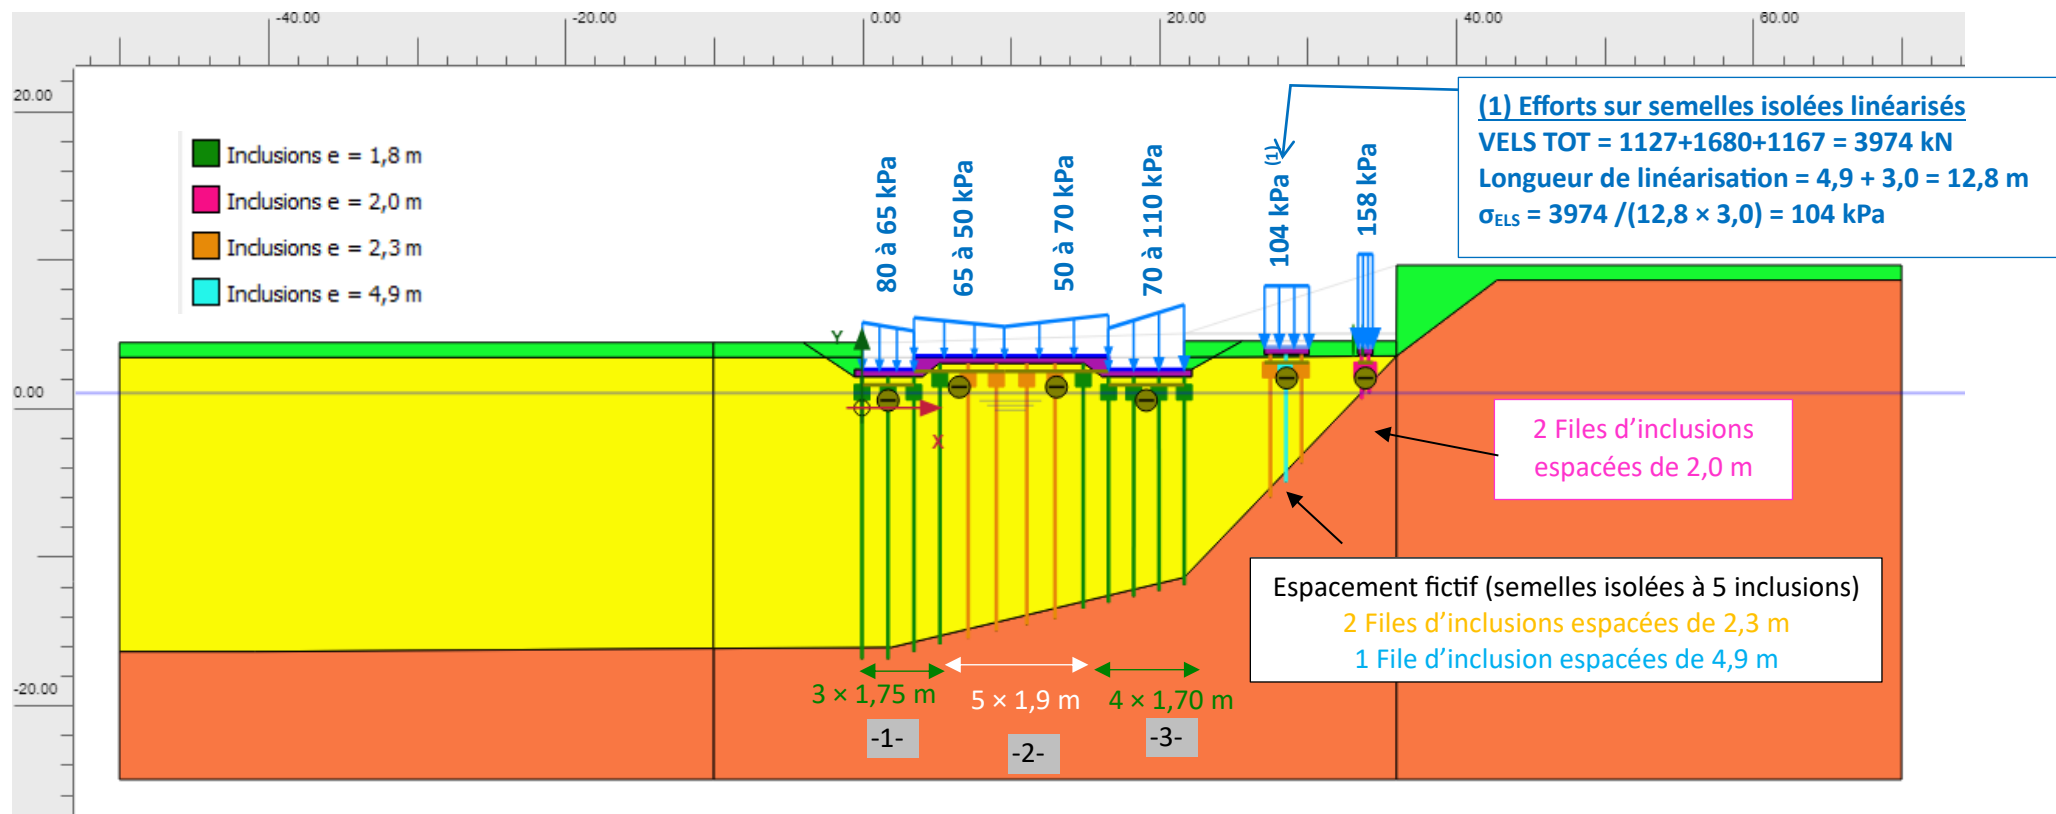 -40.00
-20.00
0.00
20.00
40.00
60.00
20.00
0.00
-20.00
Inclusions e = 1,8 m
Inclusions e = 2,0 m
Inclusions e = 2,3 m
Inclusions e = 4,9 m
80 à 65 kPa
65 à 50 kPa
50 à 70 kPa
70 à 110 kPa
104 kPa (1)
158 kPa
(1) Efforts sur semelles isolées linéarisés
VELS TOT = 1127+1680+1167 = 3974 kN
Longueur de linéarisation = 4,9 + 3,0 = 12,8 m
σELS = 3974 /(12,8 × 3,0) = 104 kPa
Y
X
2 Files d’inclusions
espacées de 2,0 m
Espacement fictif (semelles isolées à 5 inclusions)
2 Files d’inclusions espacées de 2,3 m
1 File d’inclusion espacées de 4,9 m
3 × 1,75 m
5 × 1,9 m
4 × 1,70 m
-1-
-2-
-3-